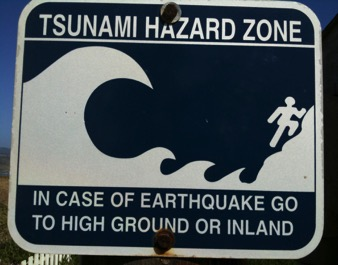 TSUNAMI HAZARD ZONE
IN CASE OF EARTHQUAKE GO
TO HIGH GROUND OR INLAND